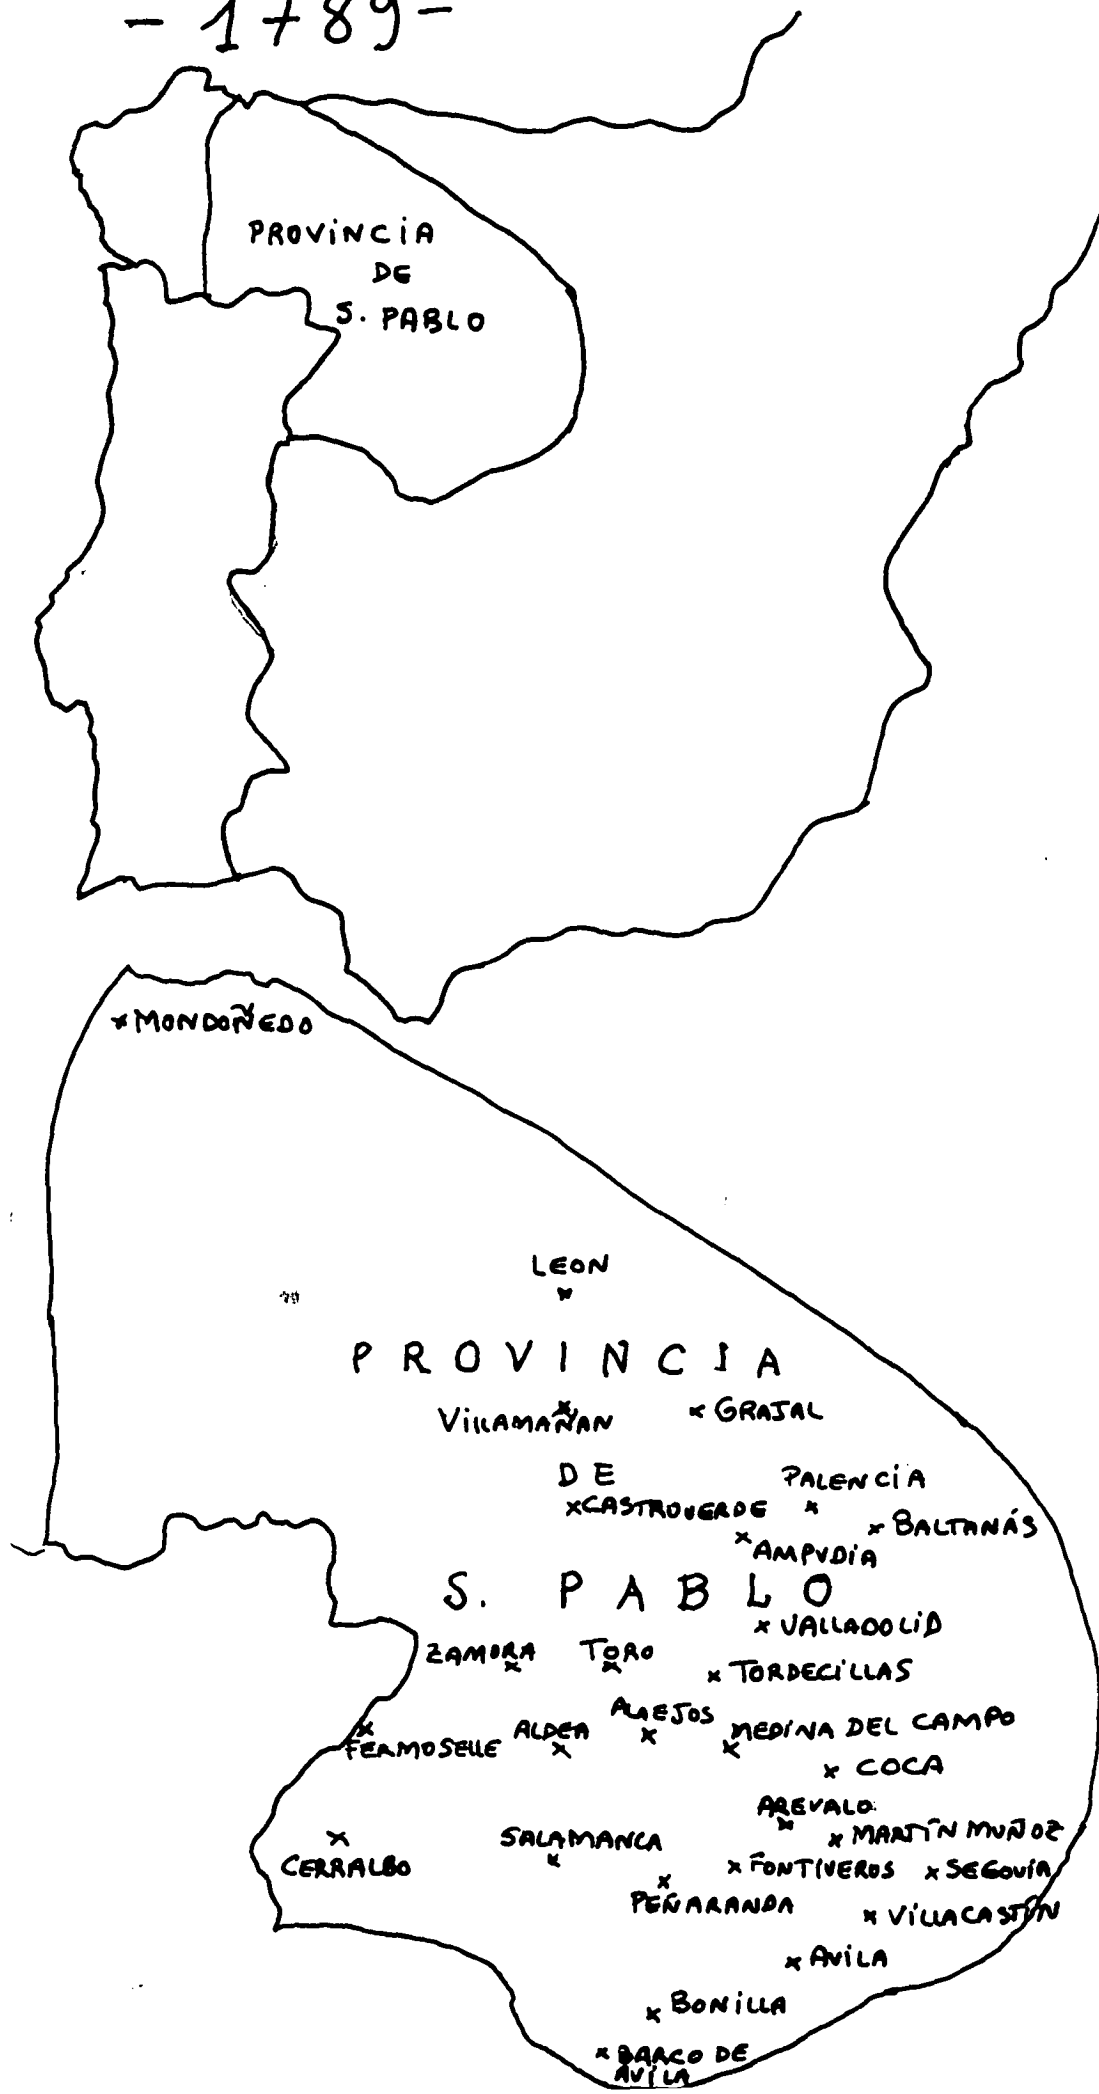 - 1789 -
PROVINCIA
DE
S. PABLO
MONDOÑEDO
LEON
PROVINCIA
VILLAMAÑAN
GRAJAL
DE
PALENCIA
CASTROVERDE
BALTANÁS
AMPUDIA
S. PABLO
VALLADOLID
ZAMORA
TORO
TORDECILLAS
ALAEJOS
MEDINA DEL CAMPO
FERMOSELLE
ALDEA
COCA
AREVALO
MARTÍN MUÑOZ
SALAMANCA
CERRALBO
FONTIVEROS
SEGOVIA
PEÑARANDA
VILLACASTÍN
AVILA
BONILLA
BARCO DE
AVILA